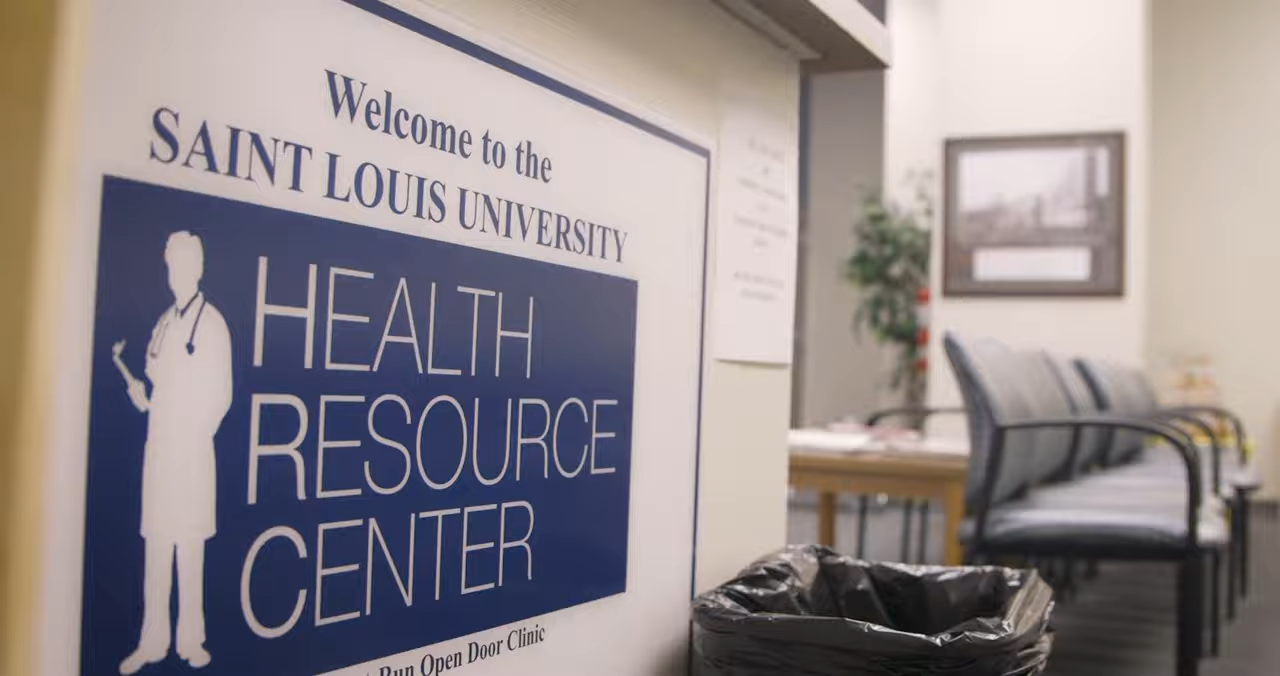 Welcome to the
SAINT LOUIS UNIVERSITY
HEALTH
RESOURCE
CENTER
Run Open Door Clinic